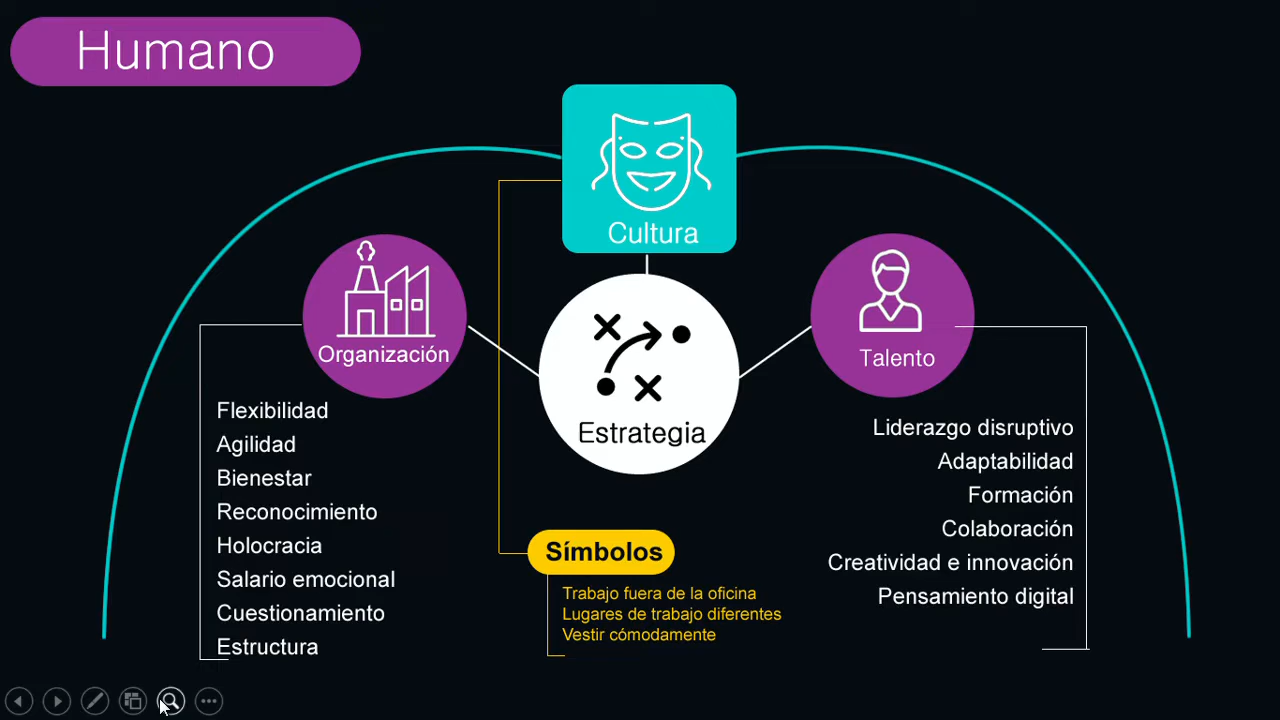 Humano
Cultura
Organización
Talento
Estrategia
Flexibilidad
Agilidad
Bienestar
Reconocimiento
Holocracia
Salario emocional
Cuestionamiento
Estructura
Símbolos
Trabajo fuera de la oficina
Lugares de trabajo diferentes
Vestir cómodamente
Liderazgo disruptivo
Adaptabilidad
Formación
Colaboración
Creatividad e innovación
Pensamiento digital